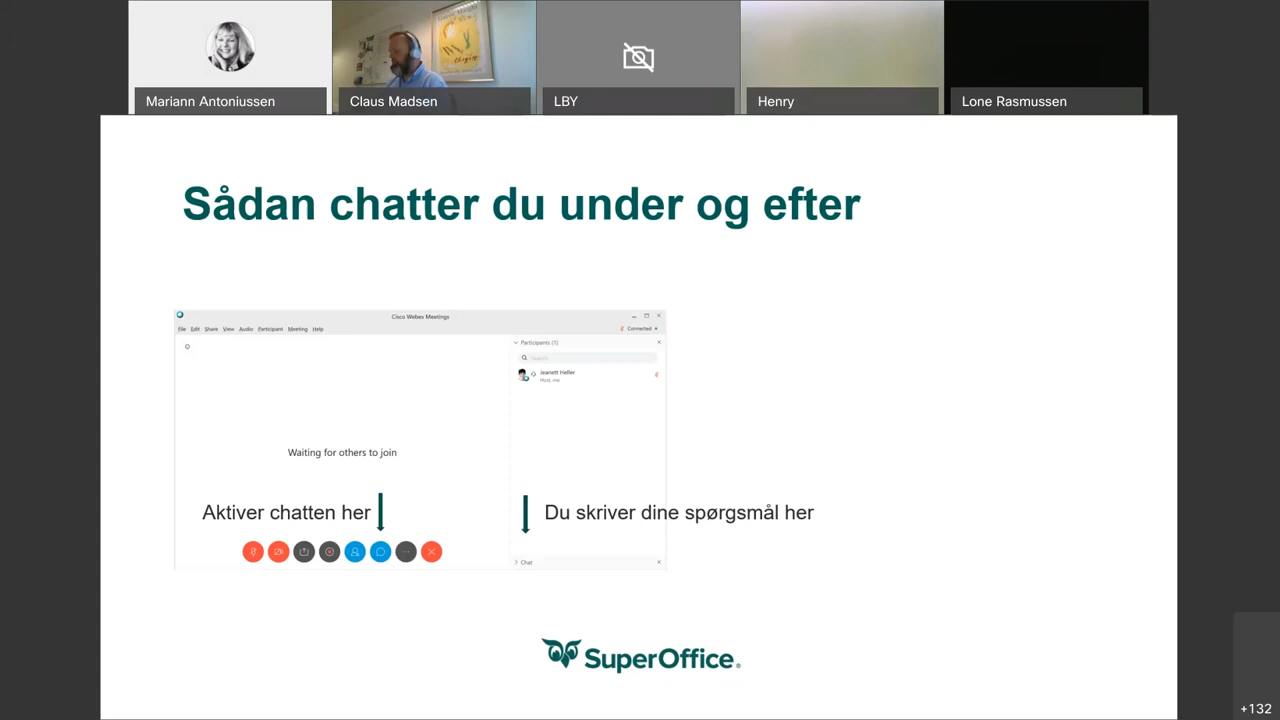 Mariann Antoniussen
Claus Madsen
LBY
Henry
Lone Rasmussen
Sådan chatter du under og efter
Cisco Webex Meetings
File Edit Share View Audio Participant Meeting Help
Connected
Participants (1)
Search
Jeanett Heller
Host, me
Waiting for others to join
Aktiver chatten her
Du skriver dine spørgsmål her
Chat
SuperOffice
+132